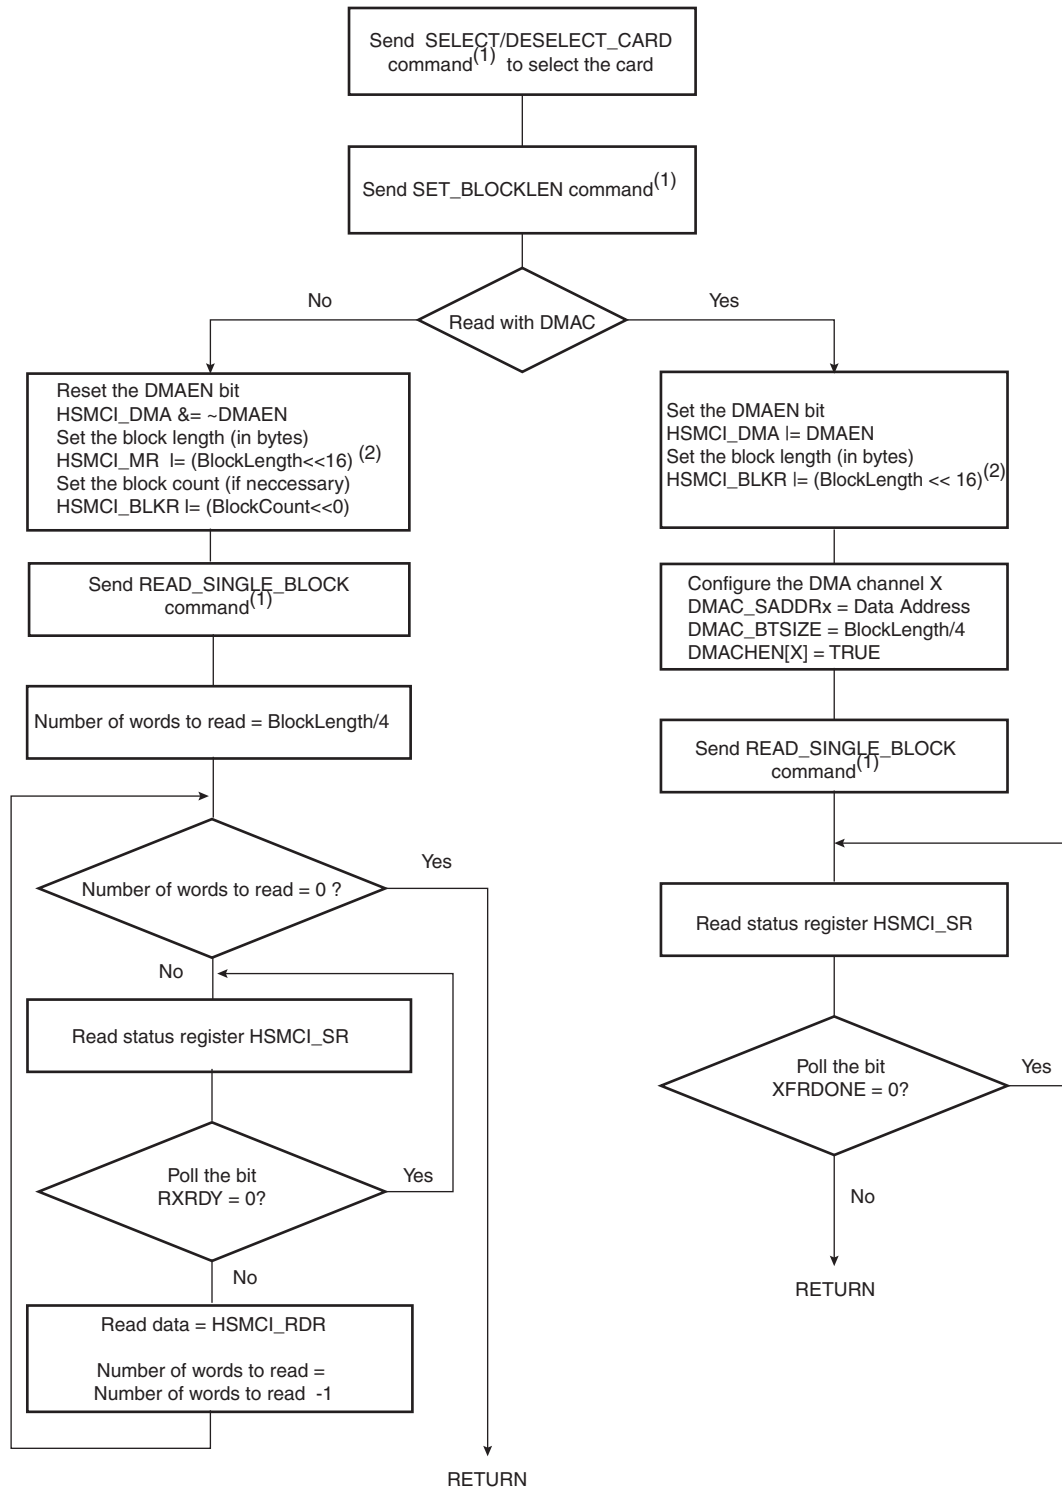 Send SELECT/DESELECT_CARD
command(1) to select the card
Send SET_BLOCKLEN command(1)
No
Yes
Read with DMAC
Reset the DMAEN bit
HSMCI_DMA &= ~DMAEN
Set the block length (in bytes)
HSMCI_MR |= (BlockLength<<16) (2)
Set the block count (if neccessary)
HSMCI_BLKR |= (BlockCount<<0)
Send READ_SINGLE_BLOCK
command(1)
Number of words to read = BlockLength/4
Number of words to read = 0 ?
Yes
No
Read status register HSMCI_SR
Poll the bit
RXRDY = 0?
Yes
No
Read data = HSMCI_RDR
Number of words to read =
Number of words to read -1
RETURN
Set the DMAEN bit
HSMCI_DMA |= DMAEN
Set the block length (in bytes)
HSMCI_BLKR |= (BlockLength << 16)(2)
Configure the DMA channel X
DMAC_SADDRx = Data Address
DMAC_BTSIZE = BlockLength/4
DMACHEN[X] = TRUE
Send READ_SINGLE_BLOCK
command(1)
Read status register HSMCI_SR
Poll the bit
XFRDONE = 0?
Yes
No
RETURN